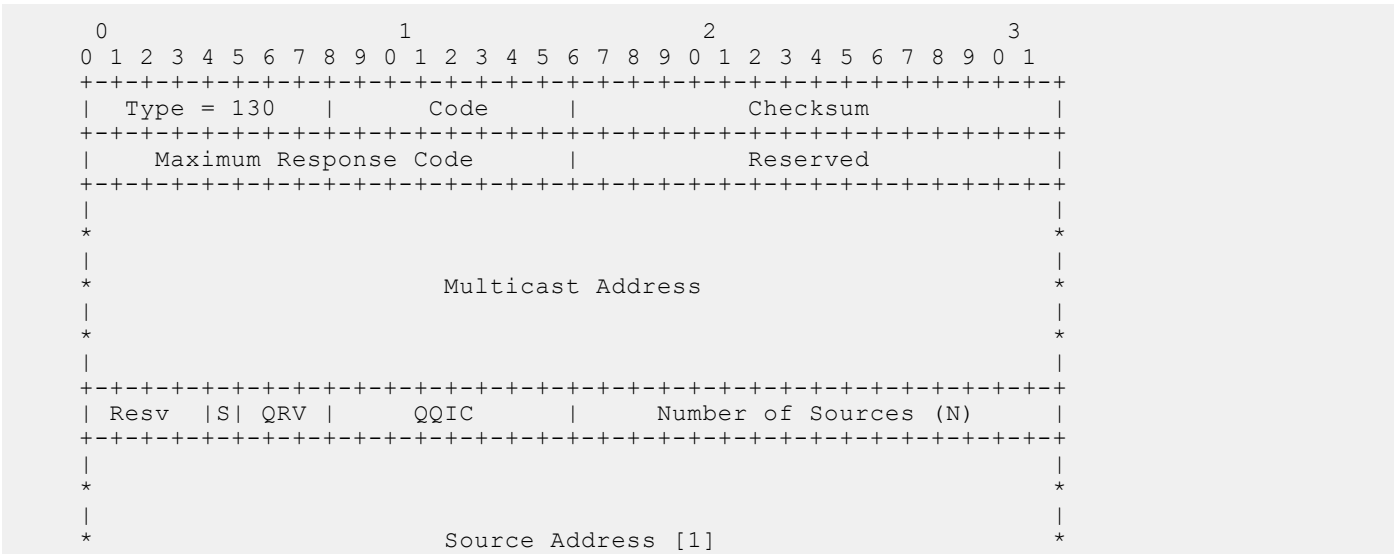 0                   1                   2                   3
0 1 2 3 4 5 6 7 8 9 0 1 2 3 4 5 6 7 8 9 0 1 2 3 4 5 6 7 8 9 0 1
+-+-+-+-+-+-+-+-+-+-+-+-+-+-+-+-+-+-+-+-+-+-+-+-+-+-+-+-+-+-+-+-+
|  Type = 130   |      Code     |           Checksum            |
+-+-+-+-+-+-+-+-+-+-+-+-+-+-+-+-+-+-+-+-+-+-+-+-+-+-+-+-+-+-+-+-+
|    Maximum Response Code      |           Reserved            |
+-+-+-+-+-+-+-+-+-+-+-+-+-+-+-+-+-+-+-+-+-+-+-+-+-+-+-+-+-+-+-+-+
|                                                               |
*                                                               *
|                                                               |
*                       Multicast Address                       *
|                                                               |
*                                                               *
|                                                               |
+-+-+-+-+-+-+-+-+-+-+-+-+-+-+-+-+-+-+-+-+-+-+-+-+-+-+-+-+-+-+-+-+
| Resv  |S| QRV |     QQIC      |     Number of Sources (N)     |
+-+-+-+-+-+-+-+-+-+-+-+-+-+-+-+-+-+-+-+-+-+-+-+-+-+-+-+-+-+-+-+-+
|                                                               |
*                                                               *
|                                                               |
*                       Source Address [1]                      *